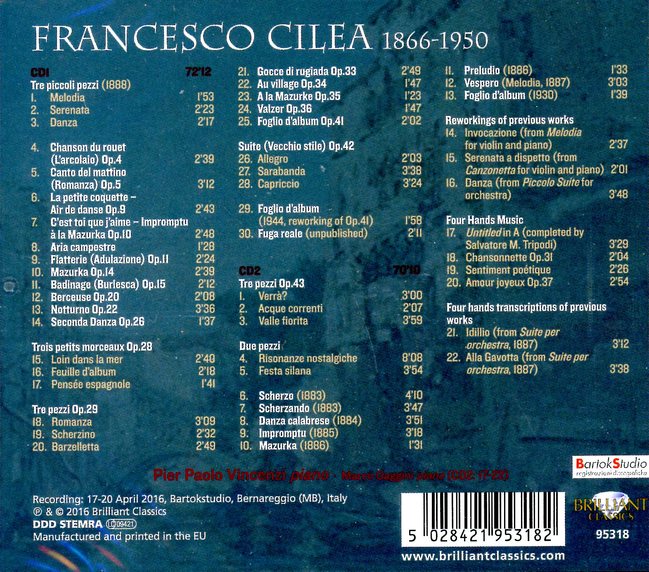 FRANCESCO CILEA 1866-1950
CD1 72'12
Tre piccoli pezzi (1888)
1. Melodia 1'53
2. Serenata 2'23
3. Danza 2'17
4. Chanson du rouet
(L'arcolaio) Op.4 2'39
5. Canto del mattino
(Romanza) Op.5 3'12
6. La petite coquette –
Air de danse Op.9 2'43
7. C'est toi que j'aime – Impromptu
à la Mazurka Op.10 2'48
8. Aria campestre 1'28
9. Flatterie (Adulazione) Op.11 2'24
10. Mazurka Op.14 2'39
11. Badinage (Burlesca) Op.15 2'12
12. Berceuse Op.20 2'08
13. Notturno Op.22 3'36
14. Seconda Danza Op.26 1'37
Trois petits morceaux Op.28
15. Loin dans la mer 2'40
16. Feuille d'album 2'18
17. Pensée espagnole 1'41
Tre pezzi Op.29
18. Romanza 3'09
19. Scherzino 2'32
20. Barzelletta 2'49
21. Gocce di rugiada Op.33 2'49
22. Au village Op.34 1'47
23. A la Mazurke Op.35 1'23
24. Valzer Op.36 1'47
25. Foglio d'album Op.41 2'02
Suite (Vecchio stile) Op.42
26. Allegro 2'03
27. Sarabanda 3'38
28. Capriccio 3'24
29. Foglio d'album
(1944, reworking of Op.41) 1'58
30. Fuga reale (unpublished) 2'11
CD2 70'10
Tre pezzi Op.43
1. Verrà? 3'00
2. Acque correnti 2'07
3. Valle fiorita 3'59
Due pezzi
4. Risonanze nostalgiche 8'08
5. Festa silana 3'54
6. Scherzo (1883) 4'10
7. Scherzando (1883) 3'47
8. Danza calabrese (1884) 3'51
9. Impromptu (1885) 3'18
10. Mazurka (1886) 1'31
11. Preludio (1886) 1'33
12. Vespero (Melodia, 1887) 3'03
13. Foglio d'album (1930) 1'39
Reworkings of previous works
14. Invocazione (from Melodia
for violin and piano) 2'37
15. Serenata a dispetto (from
Canzonetta for violin and piano) 2'01
16. Danza (from Piccolo Suite for
orchestra) 3'48
Four Hands Music
17. Untitled in A (completed by
Salvatore M. Tripodi) 3'29
18. Chansonnette Op.31 2'04
19. Sentiment poétique 2'26
20. Amour joyeux Op.37 2'54
Four hands transcriptions of previous
works
21. Idillio (from Suite per
orchestra, 1887) 3'12
22. Alla Gavotta (from Suite per
orchestra, 1887) 3'38
Pier Paolo Vincenzi piano · Marco Gaggini piano (CD2: 17-22)
BartokStudio
Recording: 17-20 April 2016, Bartokstudio, Bernareggio (MB), Italy
℗ & © 2016 Brilliant Classics
DDD STEMRA LC 09421
Manufactured and printed in the EU
5 028421 953182
www.brilliantclassics.com
BRILLIANT
CLASSICS
95318